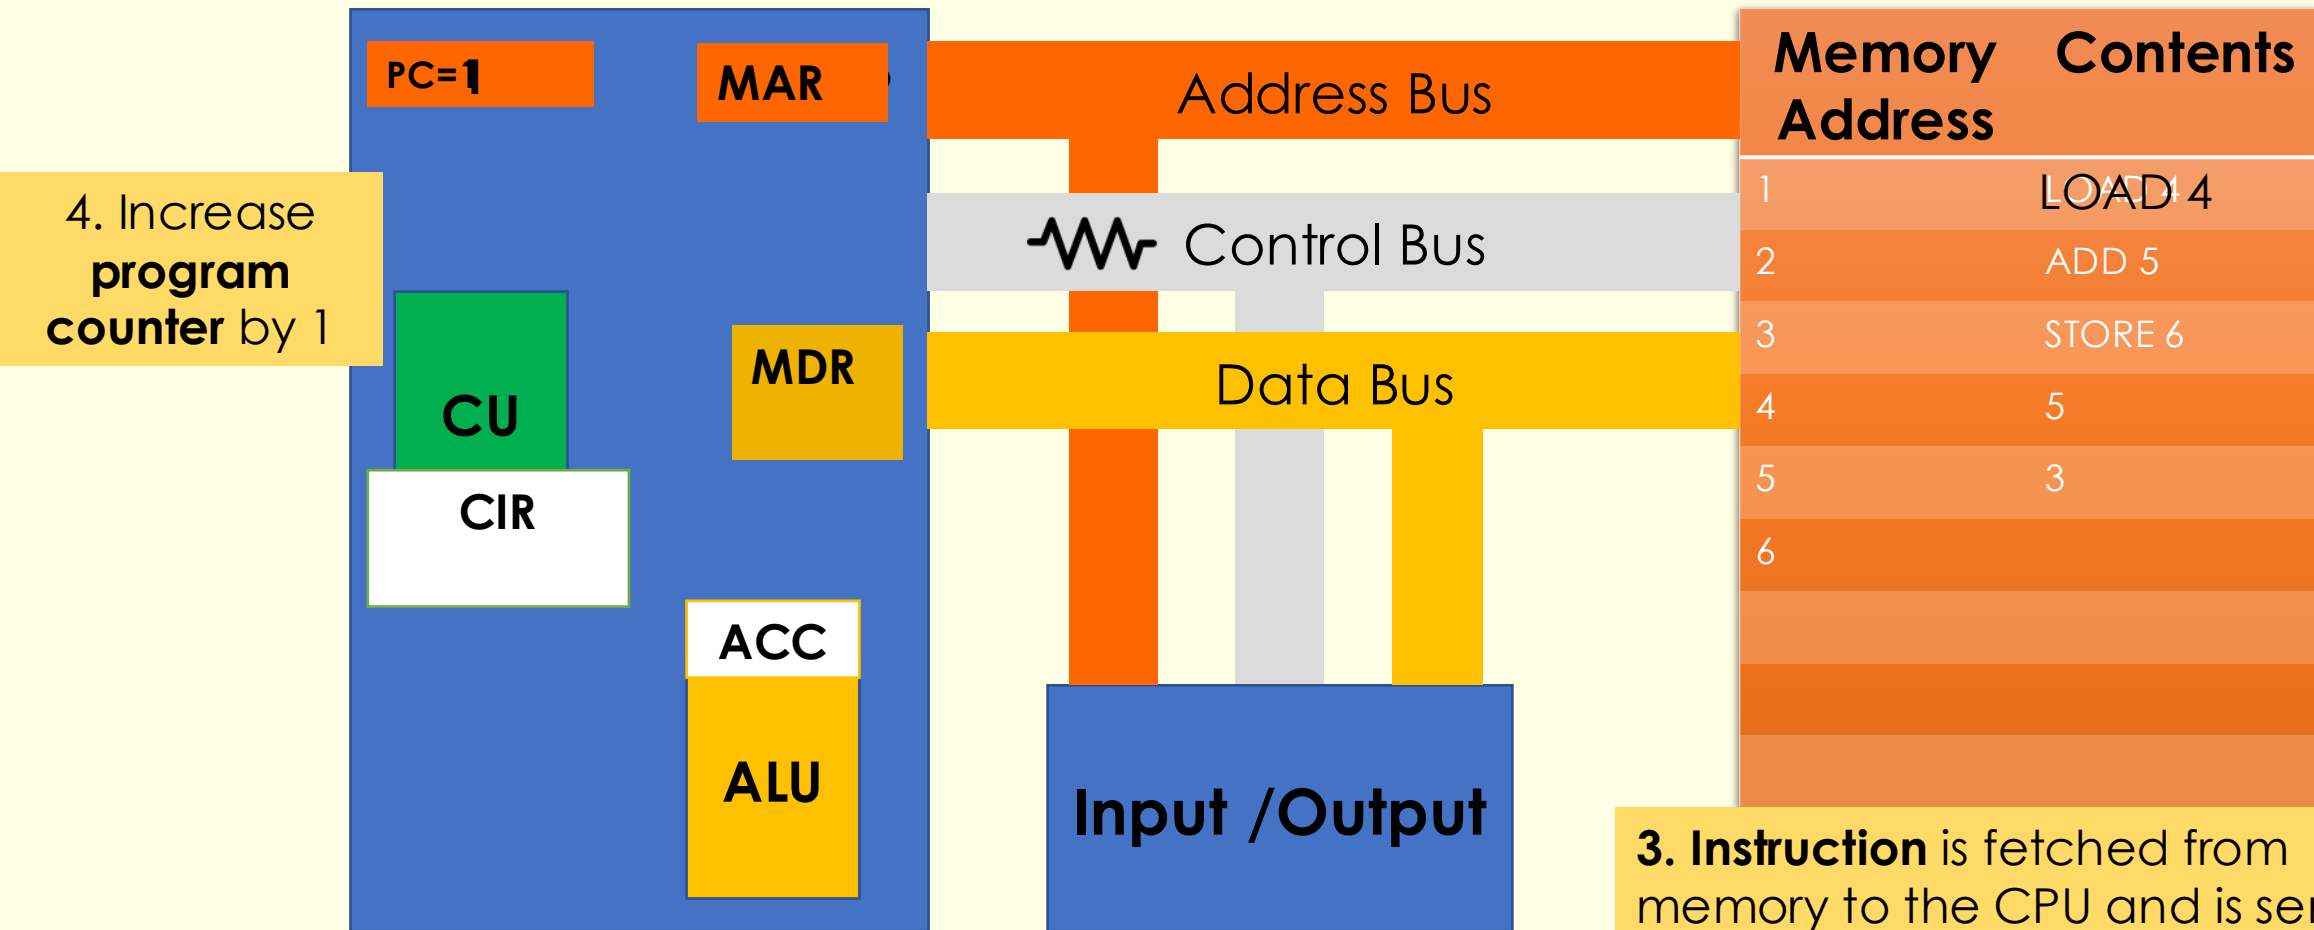 PC=1
MAR
Address Bus
Memory Contents
Address
4. Increase
program
counter by 1
Control Bus
1 LOAD 4
2 ADD 5
3 STORE 6
4 5
5 3
6
CU
MDR
Data Bus
CIR
ACC
ALU
Input /Output
3. Instruction is fetched from
memory to the CPU and is